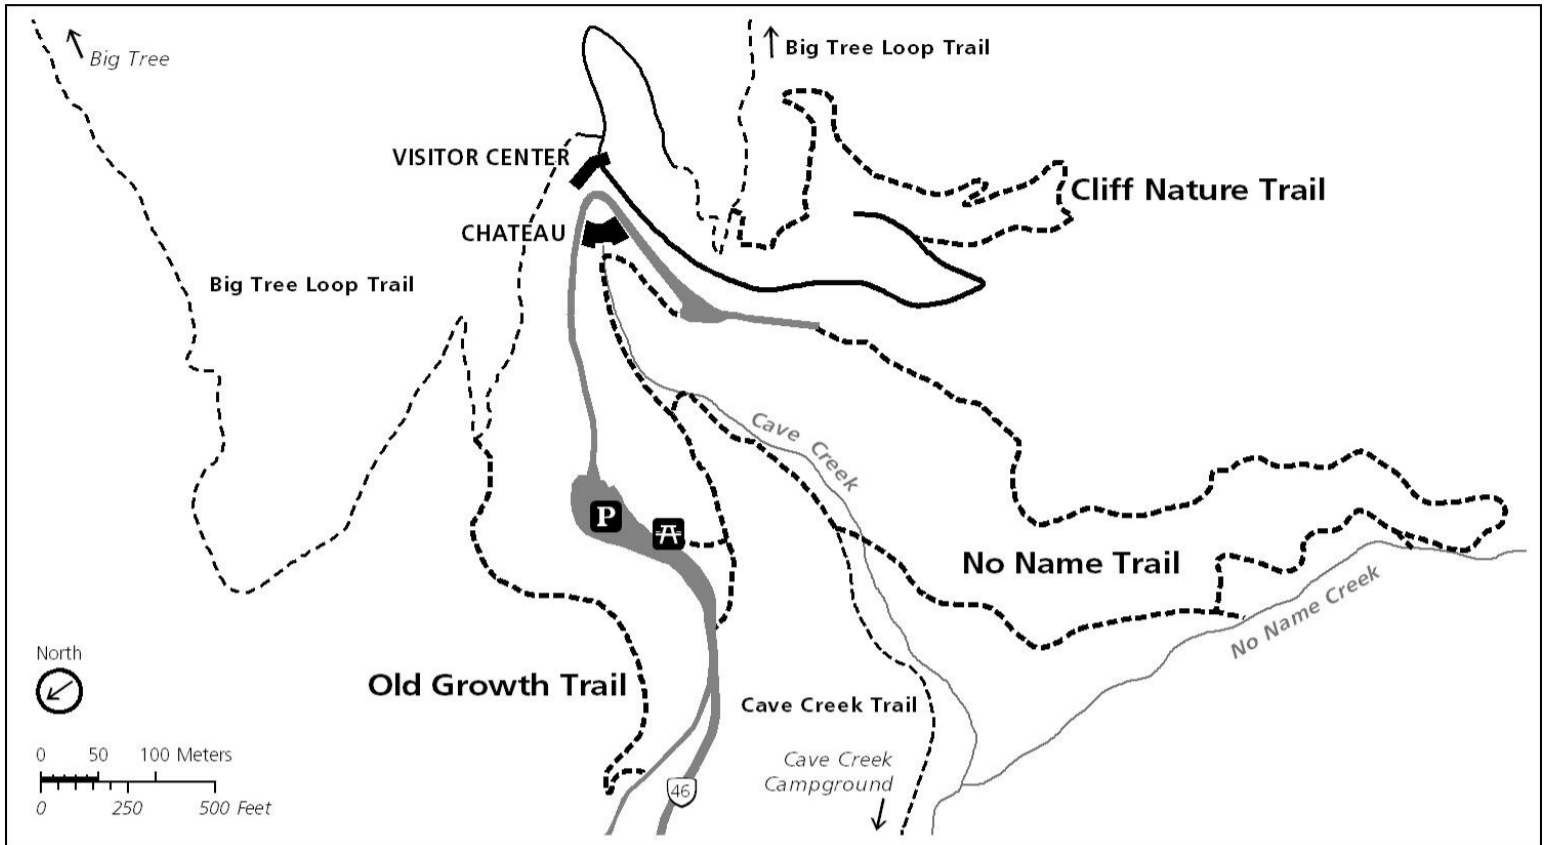 Big Tree
Big Tree Loop Trail
VISITOR CENTER
Cliff Nature Trail
CHATEAU
Big Tree Loop Trail
Cave Creek
P
No Name Trail
No Name Creek
North
Old Growth Trail
Cave Creek Trail
0 50 100 Meters
Cave Creek
Campground
46
0 250 500 Feet